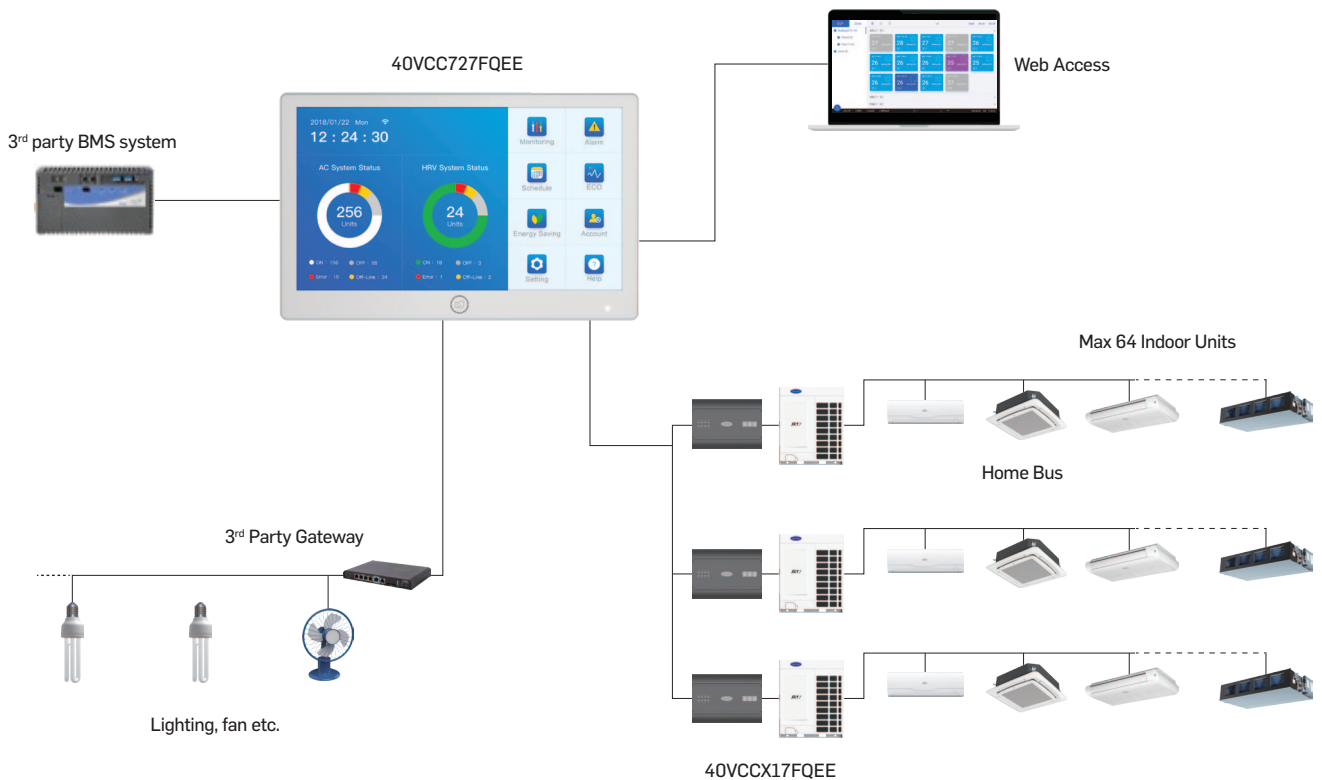 40VCC727FQEE
Web Access
3rd party BMS system
2018/01/22 Mon
12 : 24 : 30
AC System Status
HRV System Status
256
Units
24
Units
Monitoring
Alarm
Schedule
ECO
Energy Saving
Account
Setting
Help
Max 64 Indoor Units
Home Bus
3rd Party Gateway
Lighting, fan etc.
40VCCX17FQEE